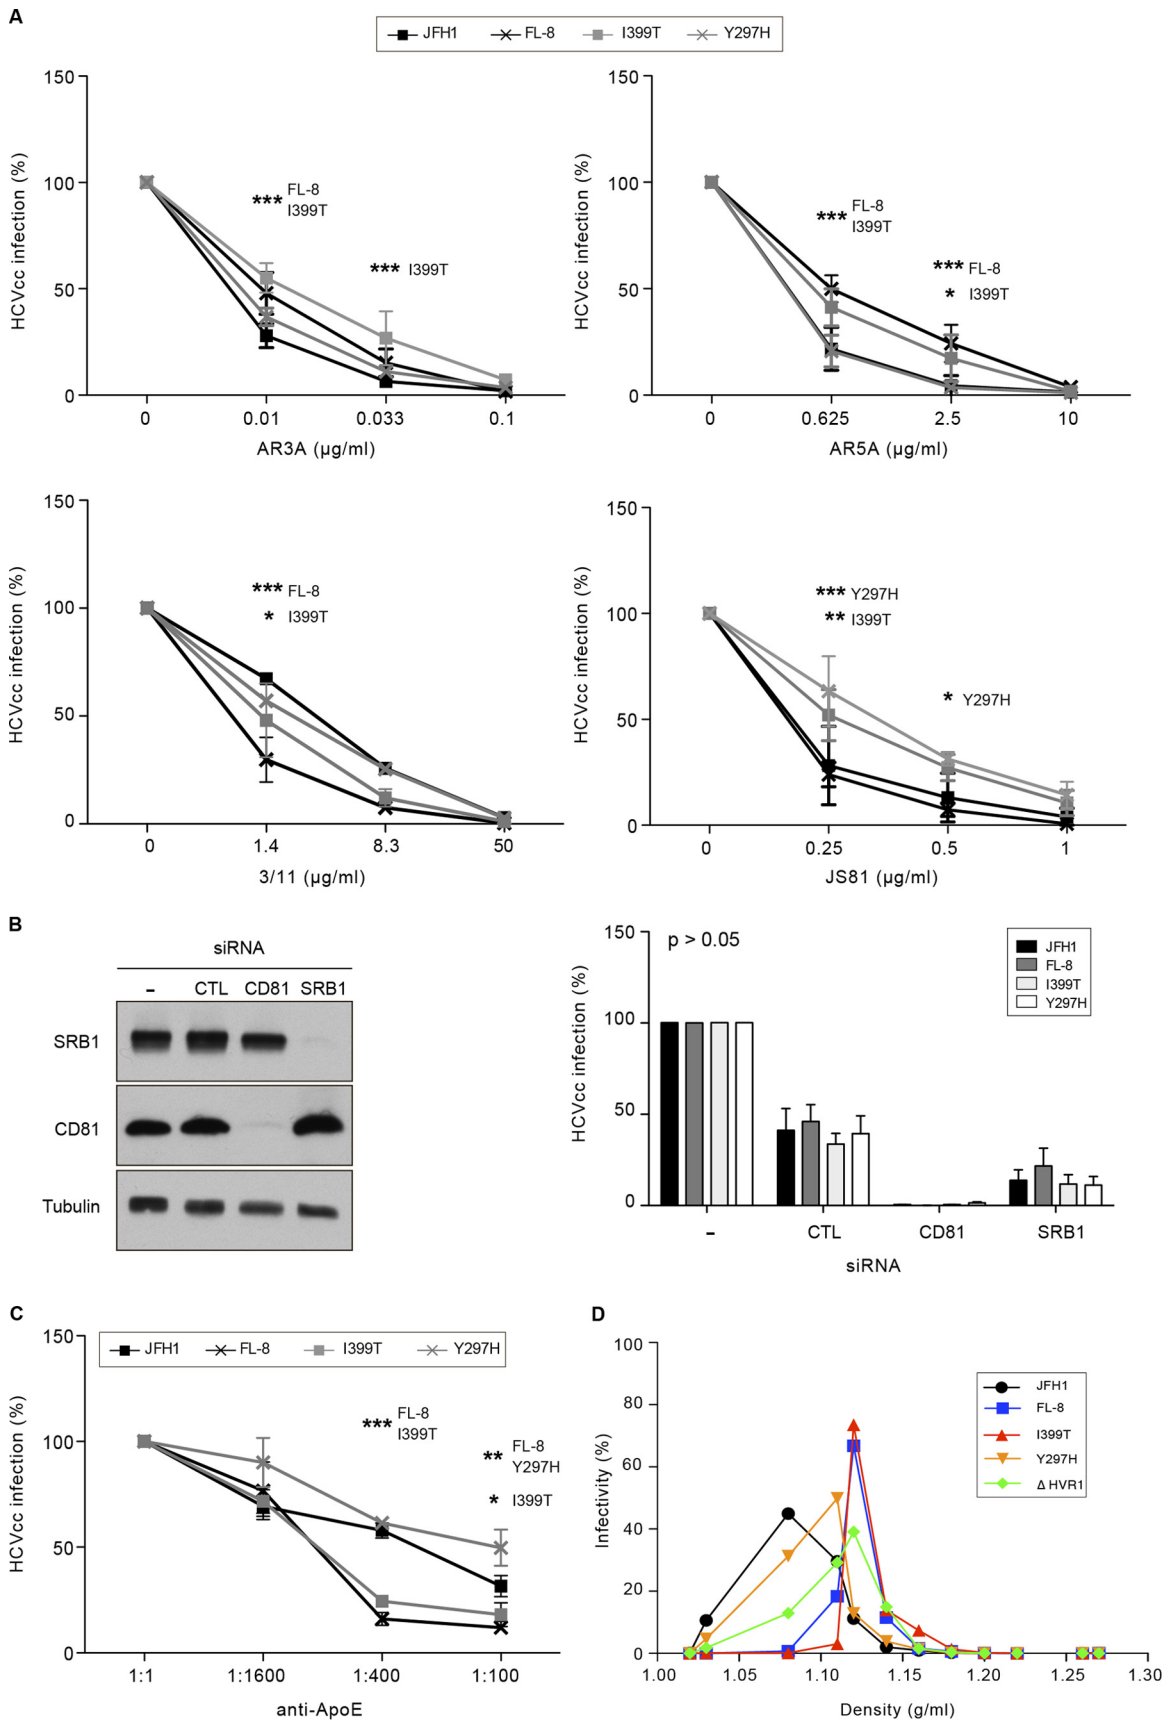 A
JFH1 FL-8 I399T Y297H
150
100
50
0
HCVcc infection (%)
*** FL-8
I399T
*** I399T
0 0.01 0.033 0.1
AR3A (µg/ml)
150
100
50
0
HCVcc infection (%)
*** FL-8
I399T
*** FL-8
* I399T
0 0.625 2.5 10
AR5A (µg/ml)
150
100
50
0
HCVcc infection (%)
*** FL-8
* I399T
0 1.4 8.3 50
3/11 (µg/ml)
150
100
50
0
HCVcc infection (%)
*** Y297H
** I399T
* Y297H
0 0.25 0.5 1
JS81 (µg/ml)
B
siRNA
– CTL CD81 SRB1
SRB1
CD81
Tubulin
150
100
50
0
HCVcc infection (%)
p > 0.05
JFH1
FL-8
I399T
Y297H
– CTL CD81 SRB1
siRNA
C
JFH1 FL-8 I399T Y297H
150
100
50
0
HCVcc infection (%)
*** FL-8
I399T
** FL-8
Y297H
* I399T
1:1 1:1600 1:400 1:100
anti-ApoE
D
100
80
60
40
20
0
Infectivity (%)
JFH1
FL-8
I399T
Y297H
Δ HVR1
1.00 1.05 1.10 1.15 1.20 1.25 1.30
Density (g/ml)